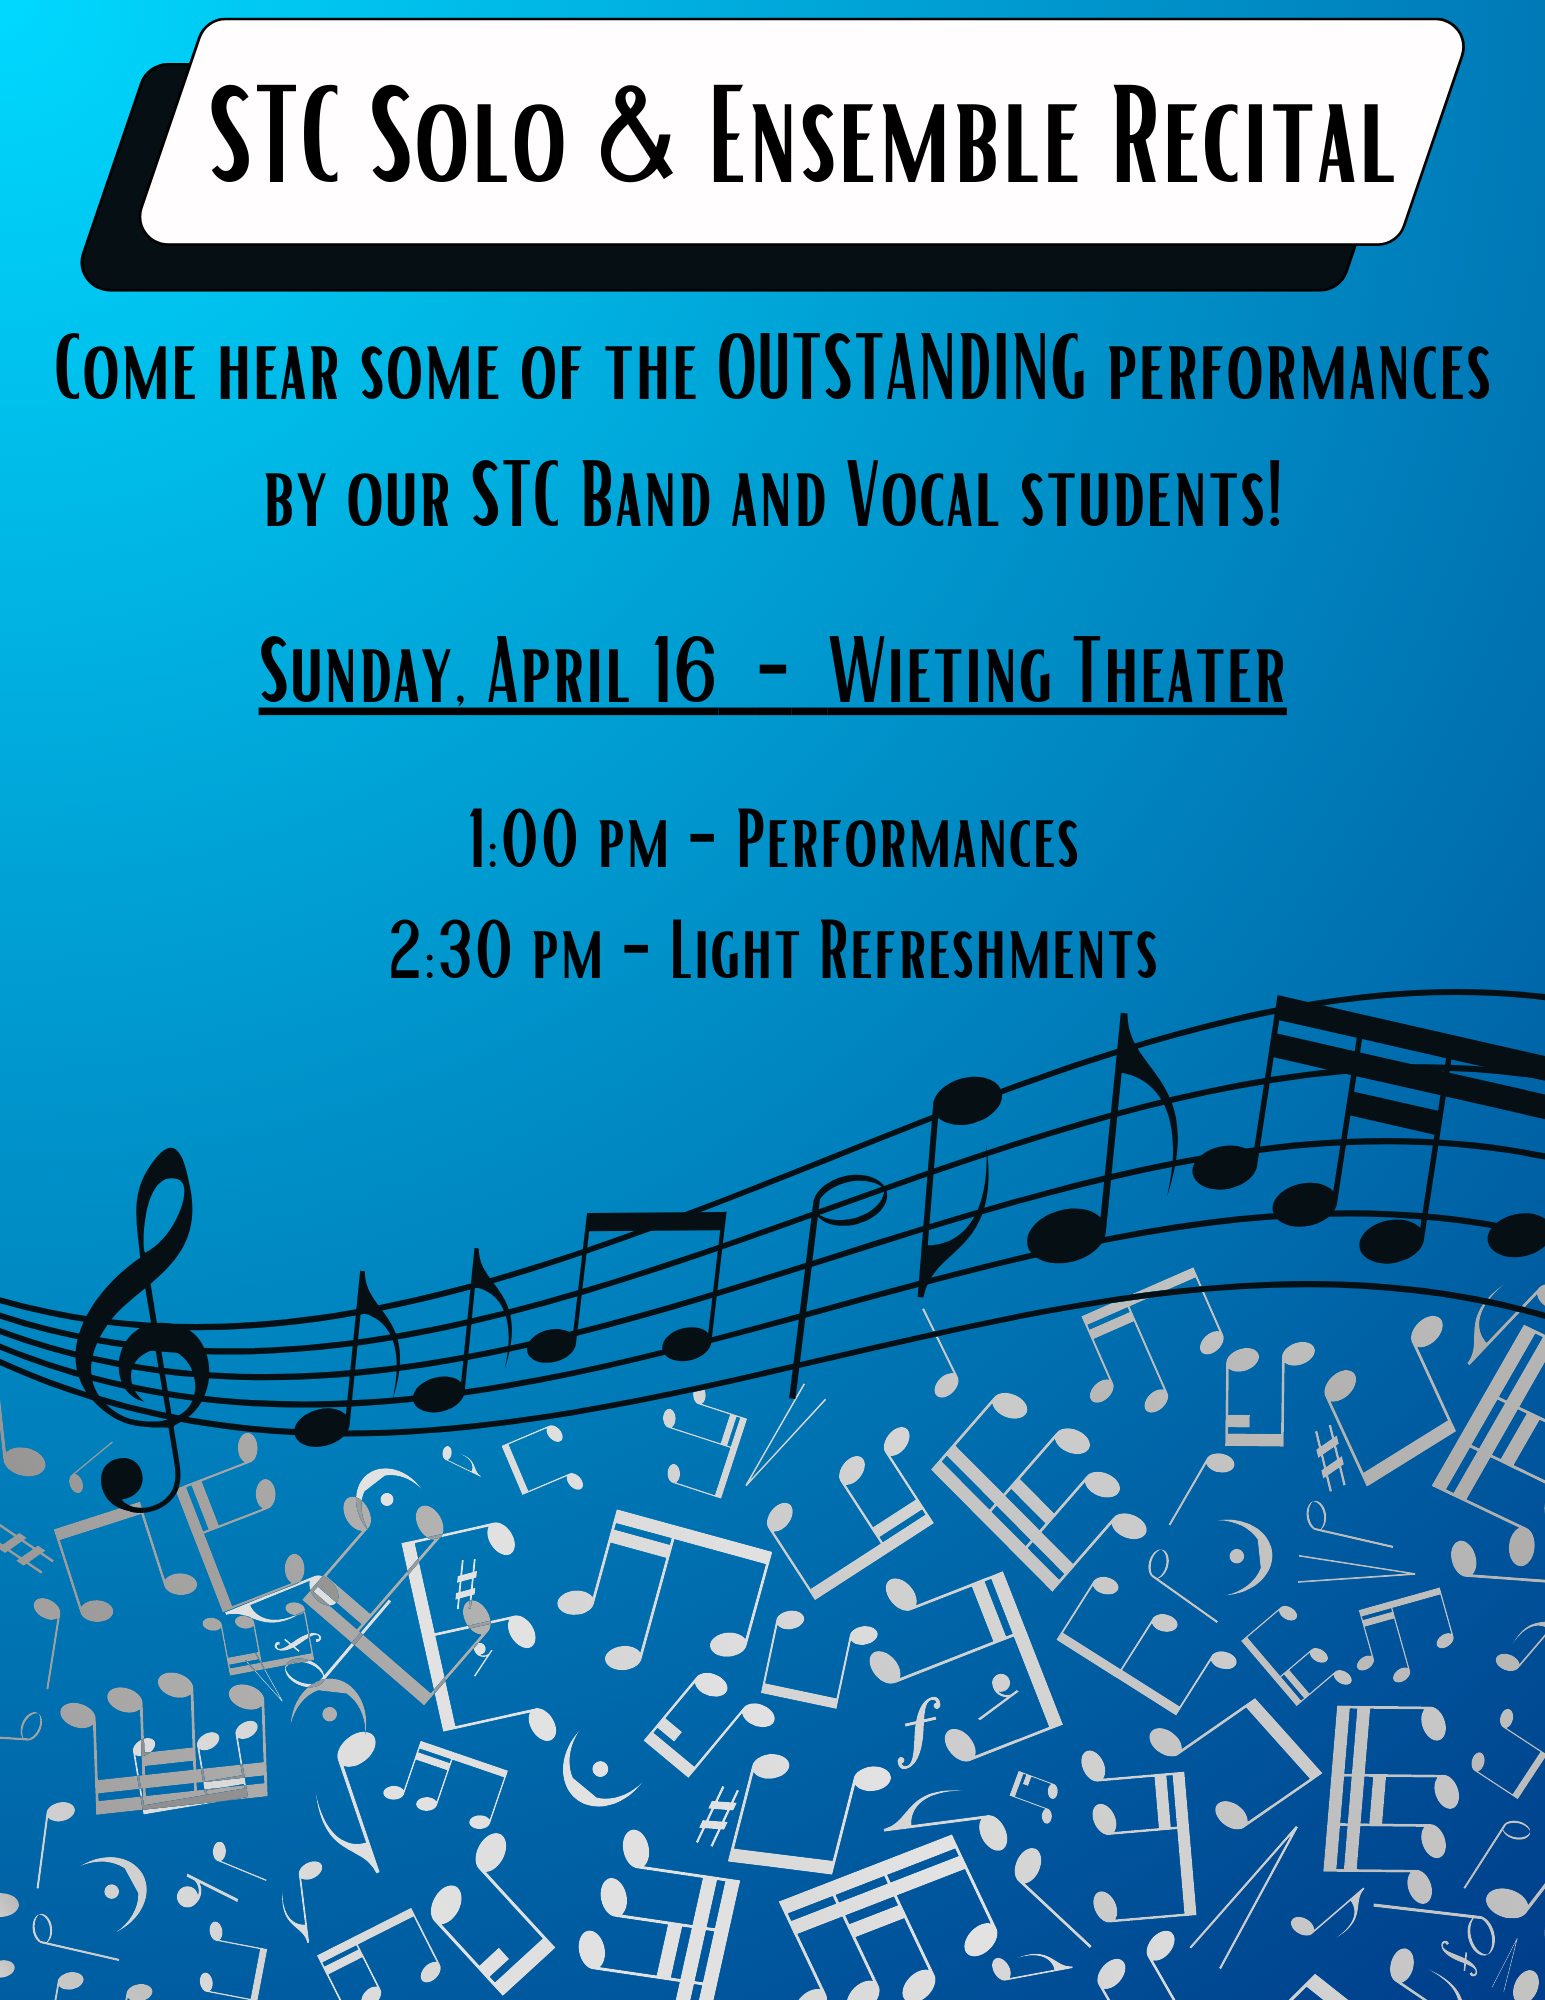 STC Solo & Ensemble Recital
Come hear some of the OUTSTANDING performances
by our STC Band and Vocal students!
Sunday, April 16 - Wieting Theater
1:00 pm - Performances
2:30 pm - Light Refreshments